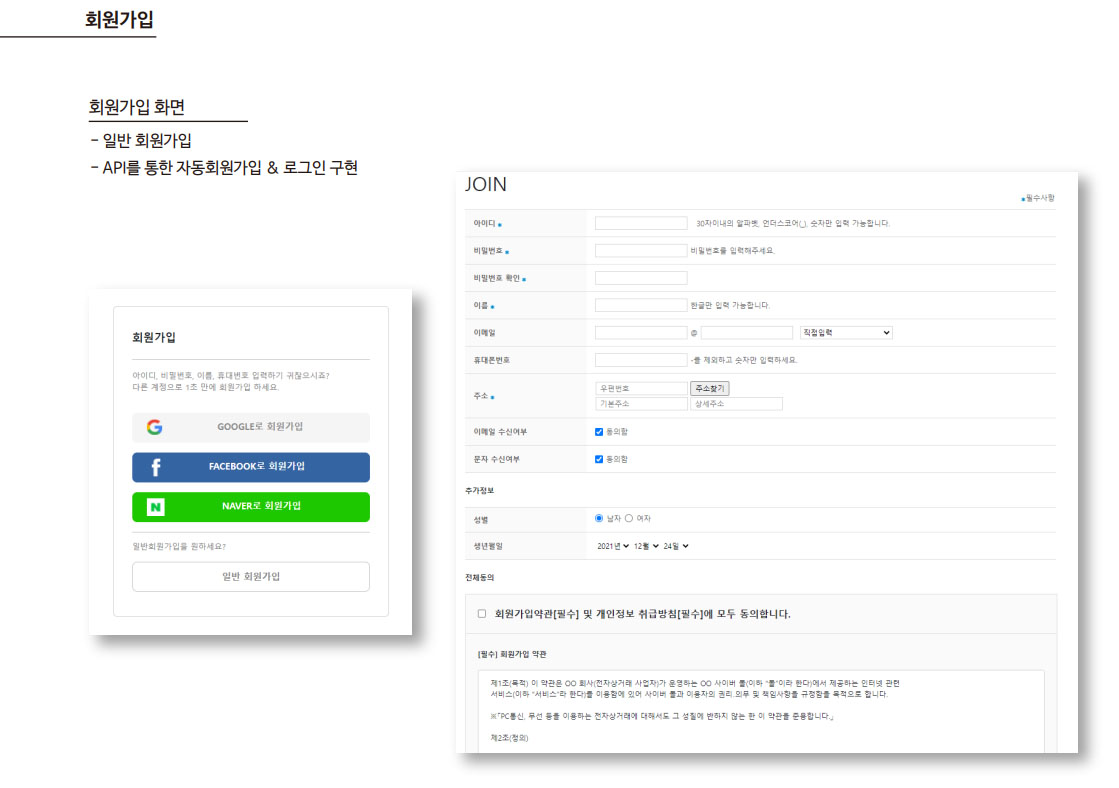 회원가입
회원가입 화면
- 일반 회원가입
- API를 통한 자동회원가입 & 로그인 구현
회원가입
아이디, 비밀번호, 이름, 휴대번호 입력하기 귀찮으시죠?
다른 계정으로 1초 만에 회원가입 하세요.
GOOGLE로 회원가입
FACEBOOK로 회원가입
NAVER로 회원가입
일반회원가입을 원하세요?
일반 회원가입
JOIN
필수사항
아이디 30자이내의 알파벳, 언더스코어(_), 숫자만 입력 가능합니다.
비밀번호 비밀번호을 입력해주세요.
비밀번호 확인
이름 한글만 입력 가능합니다.
이메일 @ 직접입력
휴대폰번호 -를 제외하고 숫자만 입력하세요.
주소 우편번호 주소찾기
기본주소 상세주소
이메일 수신여부 동의함
문자 수신여부 동의함
추가정보
성별 남자 여자
생년월일 2021년 12월 24일
전체동의
회원가입약관[필수] 및 개인정보 취급방침[필수]에 모두 동의합니다.
[필수] 회원가입 약관
제1조(목적) 이 약관은 OO 회사(전자상거래 사업자)가 운영하는 OO 사이버 몰(이하 "몰"이라 한다)에서 제공하는 인터넷 관련
서비스(이하 "서비스"라 한다)를 이용함에 있어 사이버 몰과 이용자의 권리.의무 및 책임사항을 규정함을 목적으로 합니다.
※「PC통신, 무선 등을 이용하는 전자상거래에 대해서도 그 성질에 반하지 않는 한 이 약관을 준용합니다.」
제2조(정의)